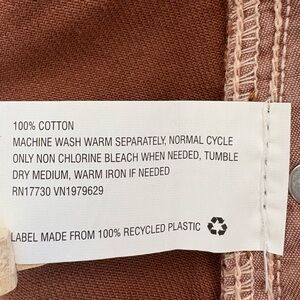 100% COTTON
MACHINE WASH WARM SEPARATELY, NORMAL CYCLE
ONLY NON CHLORINE BLEACH WHEN NEEDED, TUMBLE
DRY MEDIUM, WARM IRON IF NEEDED
RN17730 VN1979629
LABEL MADE FROM 100% RECYCLED PLASTIC